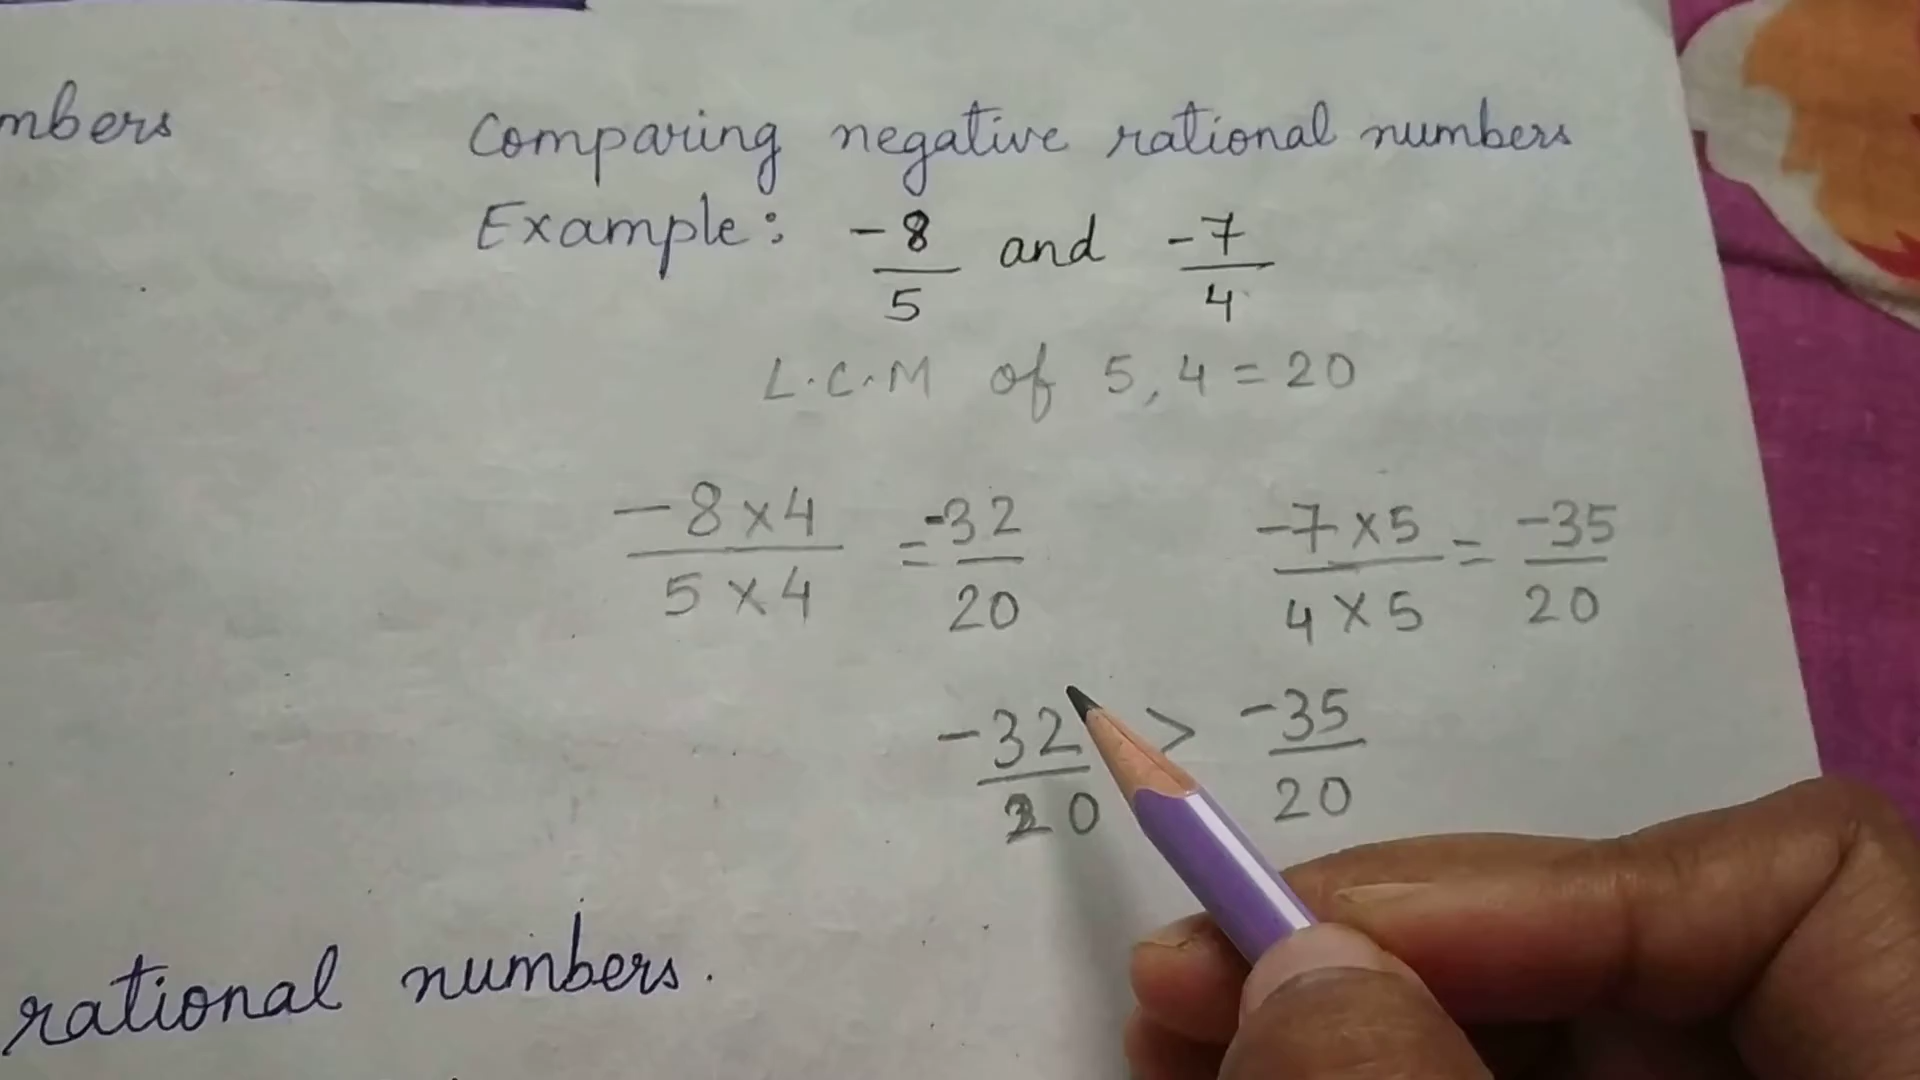 mbers
Comparing negative rational numbers
Example: -8/5 and -7/4
L.C.M of 5, 4 = 20
-8×4/5×4 = -32/20
-7×5/4×5 = -35/20
-32/20 > -35/20
rational numbers.